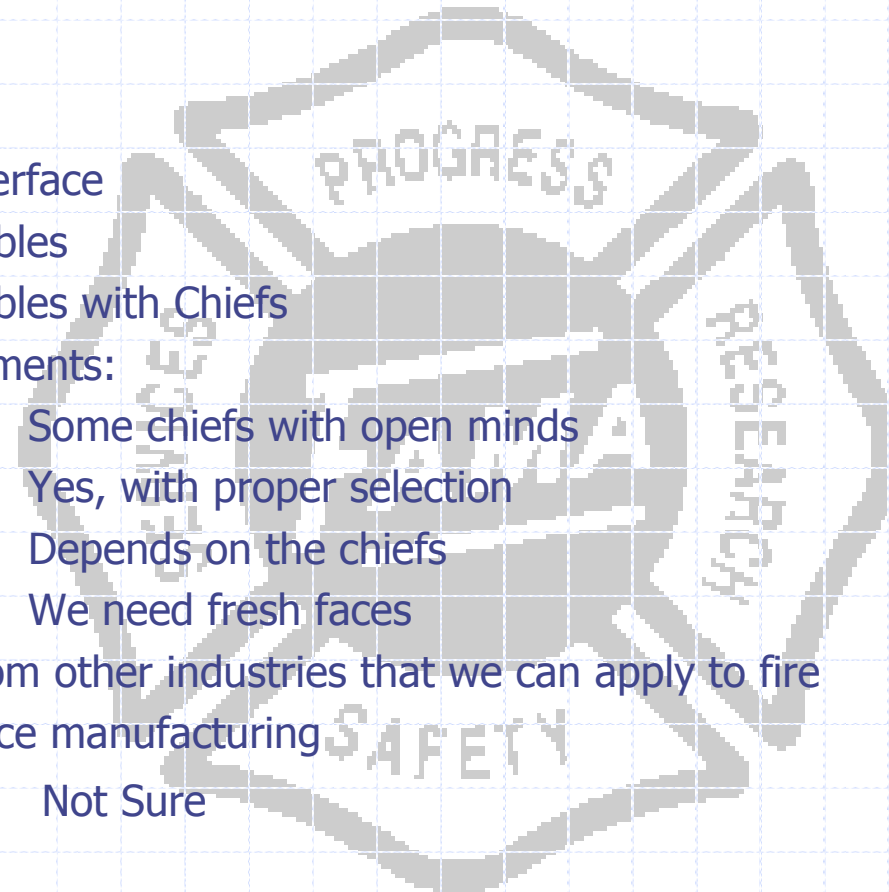 PROGRESS
erface
bles
bles with Chiefs
ments:
Some chiefs with open minds
Yes, with proper selection
Depends on the chiefs
We need fresh faces
om other industries that we can apply to fire
ce manufacturing
Not Sure
SERVICES
RESEARCH
FAMA
SAFETY